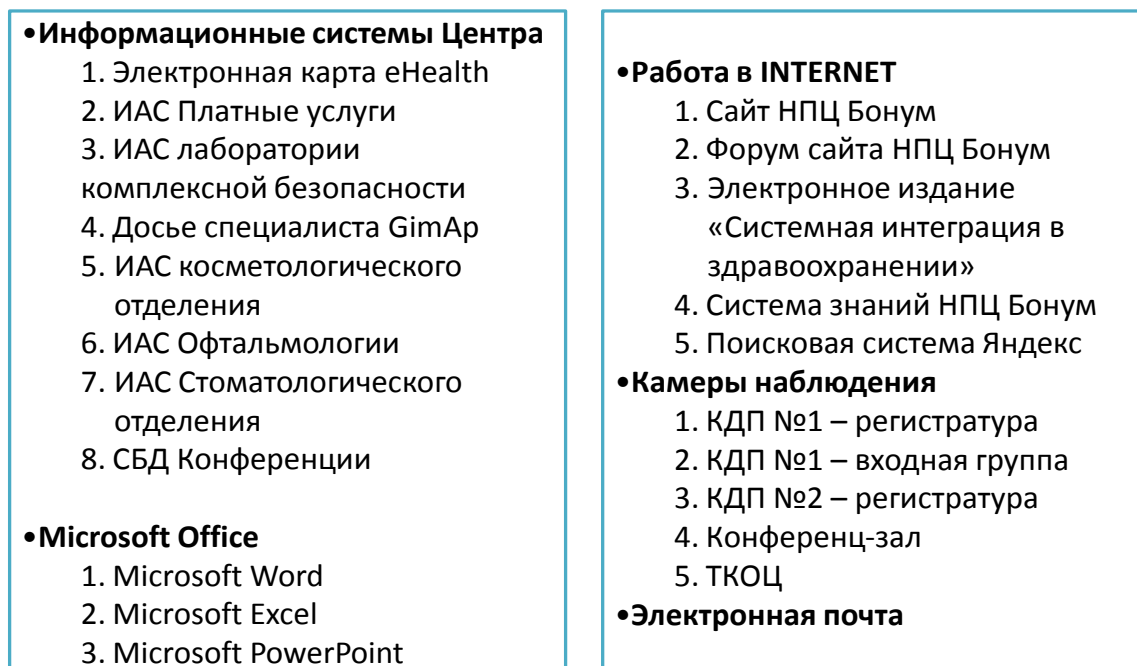 •Информационные системы Центра
1. Электронная карта eHealth
2. ИАС Платные услуги
3. ИАС лаборатории
комплексной безопасности
4. Досье специалиста GimAp
5. ИАС косметологического
отделения
6. ИАС Офтальмологии
7. ИАС Стоматологического
отделения
8. СБД Конференции
•Microsoft Office
1. Microsoft Word
2. Microsoft Excel
3. Microsoft PowerPoint
•Работа в INTERNET
1. Сайт НПЦ Бонум
2. Форум сайта НПЦ Бонум
3. Электронное издание
«Системная интеграция в
здравоохранении»
4. Система знаний НПЦ Бонум
5. Поисковая система Яндекс
•Камеры наблюдения
1. КДП №1 – регистратура
2. КДП №1 – входная группа
3. КДП №2 – регистратура
4. Конференц-зал
5. ТКОЦ
•Электронная почта